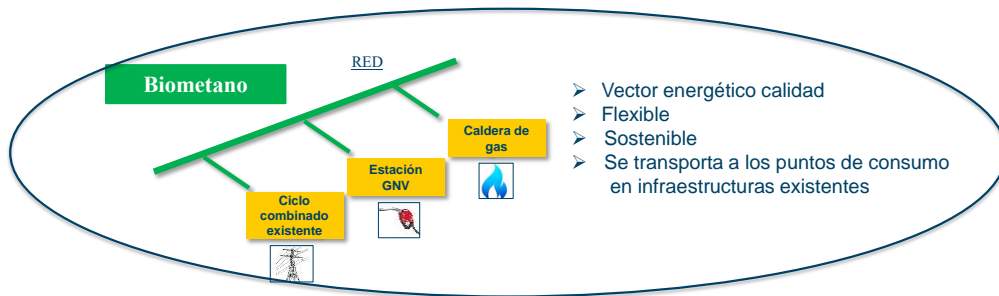 RED
Biometano
Caldera de
gas
Estación
GNV
Ciclo
combinado
existente
➢ Vector energético calidad
➢ Flexible
➢ Sostenible
➢ Se transporta a los puntos de consumo
en infraestructuras existentes